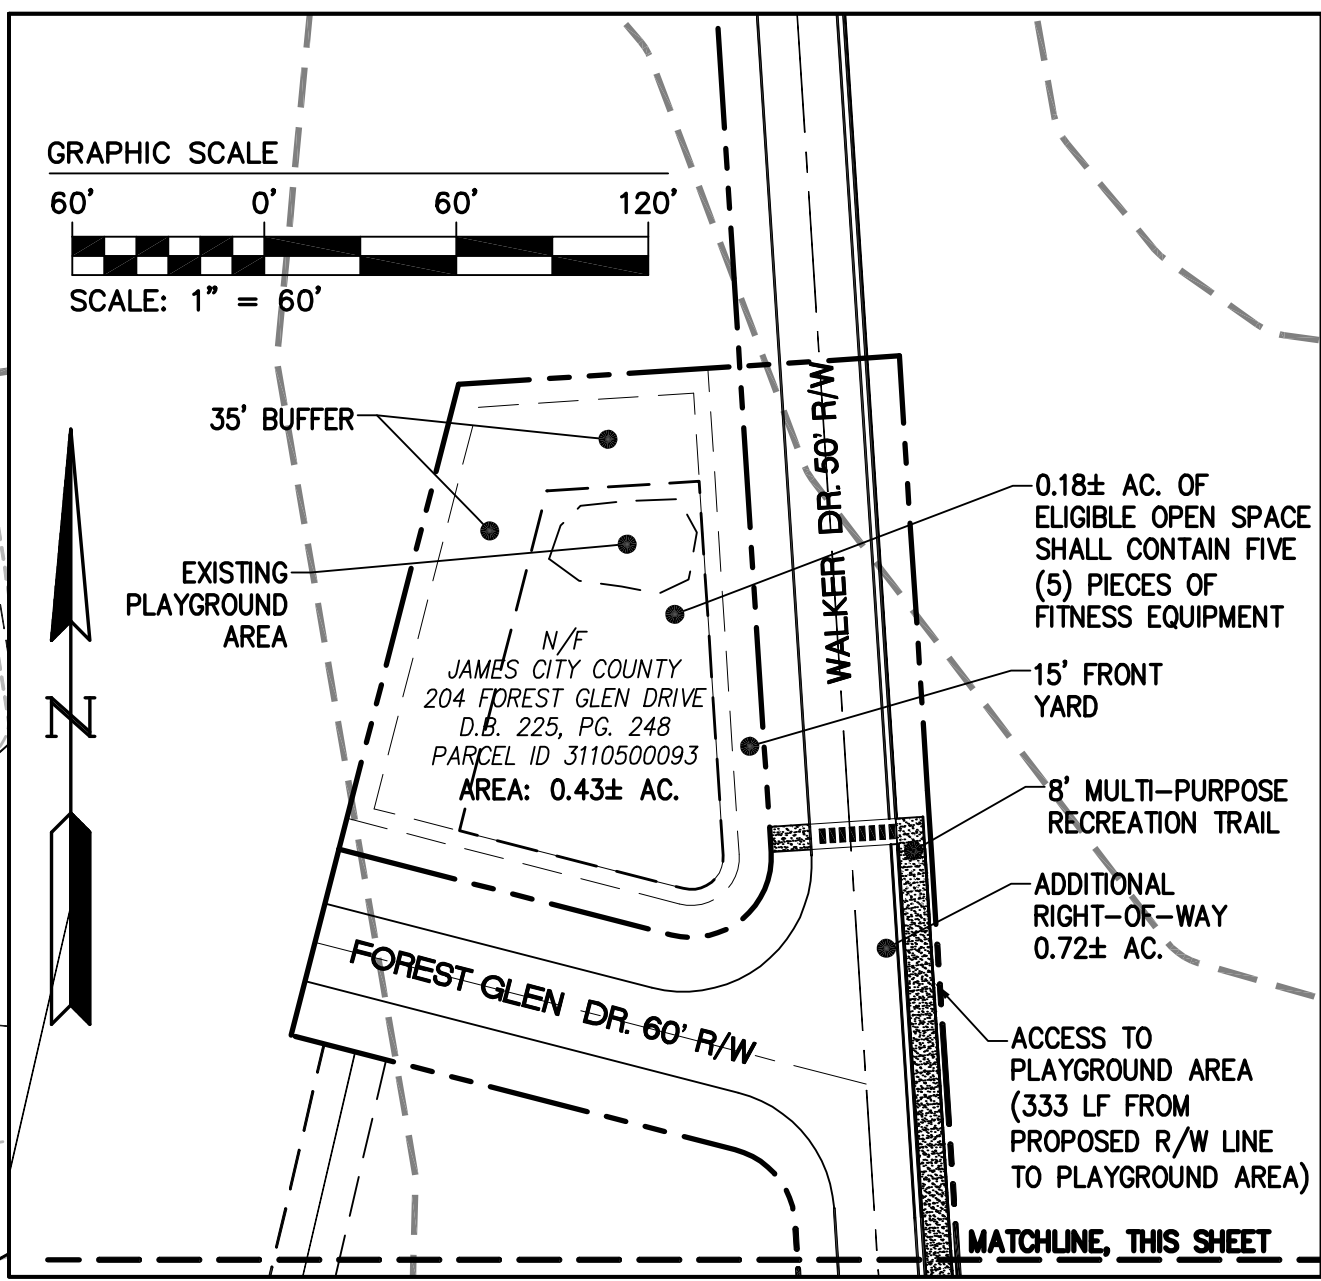 GRAPHIC SCALE
60' 0' 60' 120'
SCALE: 1" = 60'
35' BUFFER
EXISTING
PLAYGROUND
AREA
N/F
JAMES CITY COUNTY
204 FOREST GLEN DRIVE
D.B. 225, PG. 248
PARCEL ID 3110500093
AREA: 0.43± AC.
WALKER DR. 50' R/W
0.18± AC. OF
ELIGIBLE OPEN SPACE
SHALL CONTAIN FIVE
(5) PIECES OF
FITNESS EQUIPMENT
15' FRONT
YARD
8' MULTI-PURPOSE
RECREATION TRAIL
ADDITIONAL
RIGHT-OF-WAY
0.72± AC.
ACCESS TO
PLAYGROUND AREA
(333 LF FROM
PROPOSED R/W LINE
TO PLAYGROUND AREA)
N
FOREST GLEN DR. 60' R/W
MATCHLINE, THIS SHEET